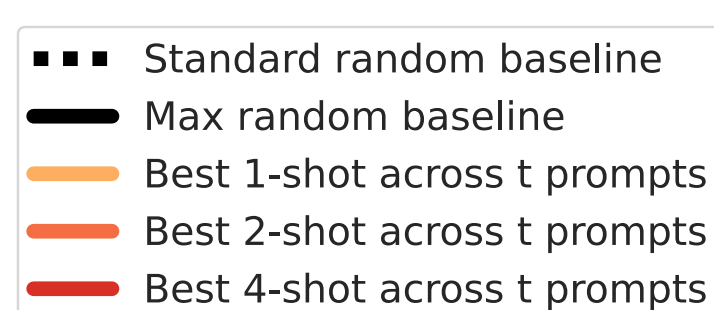 Standard random baseline
Max random baseline
Best 1-shot across t prompts
Best 2-shot across t prompts
Best 4-shot across t prompts